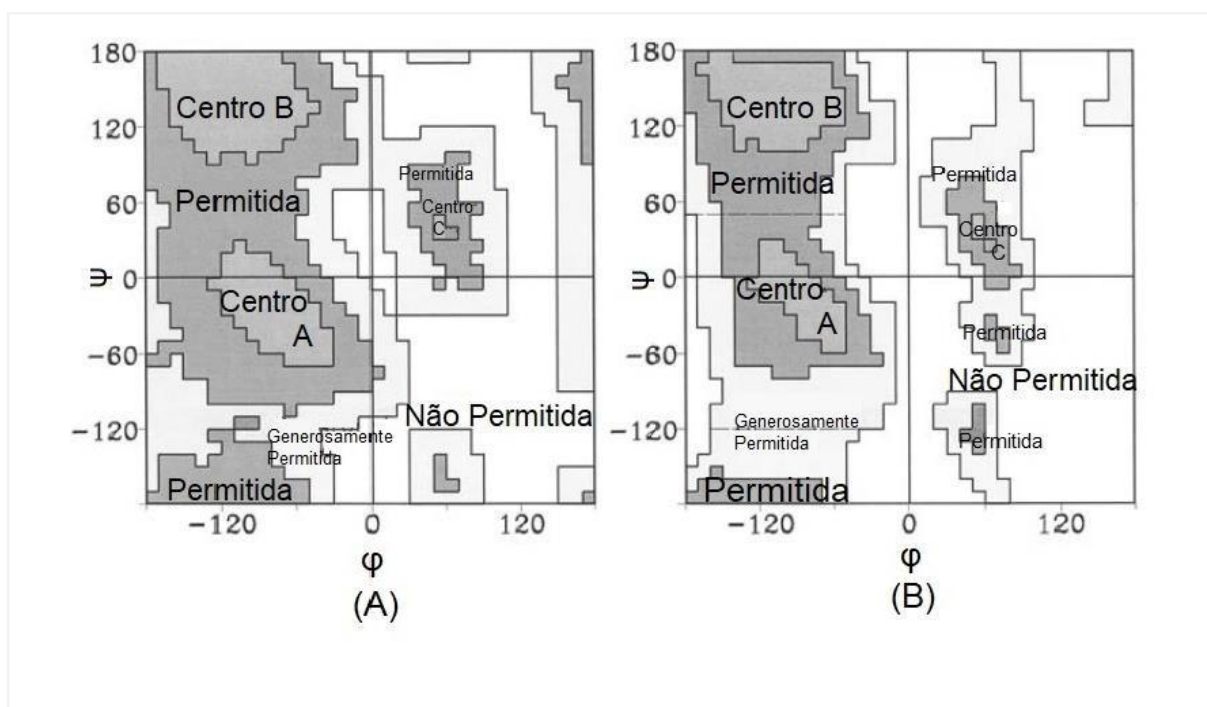 180
120
60
ψ 0
−60
−120
−120 0 120
φ
(A)
Centro B
Permitida
Centro
A
Permitida
Centro
C
Não Permitida
Generosamente
Permitida
Permitida
180
120
60
ψ 0
−60
−120
−120 0 120
φ
(B)
Centro B
Permitida
Centro
A
Permitida
Centro
C
Permitida
Não Permitida
Generosamente
Permitida
Permitida
Permitida